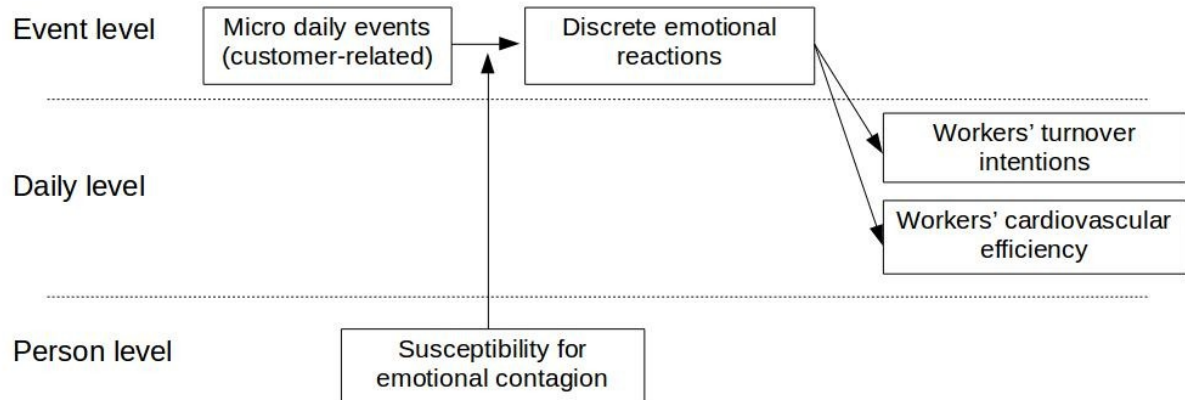 Event level
Micro daily events
(customer-related)
Discrete emotional
reactions
Daily level
Workers’ turnover
intentions
Workers’ cardiovascular
efficiency
Person level
Susceptibility for
emotional contagion